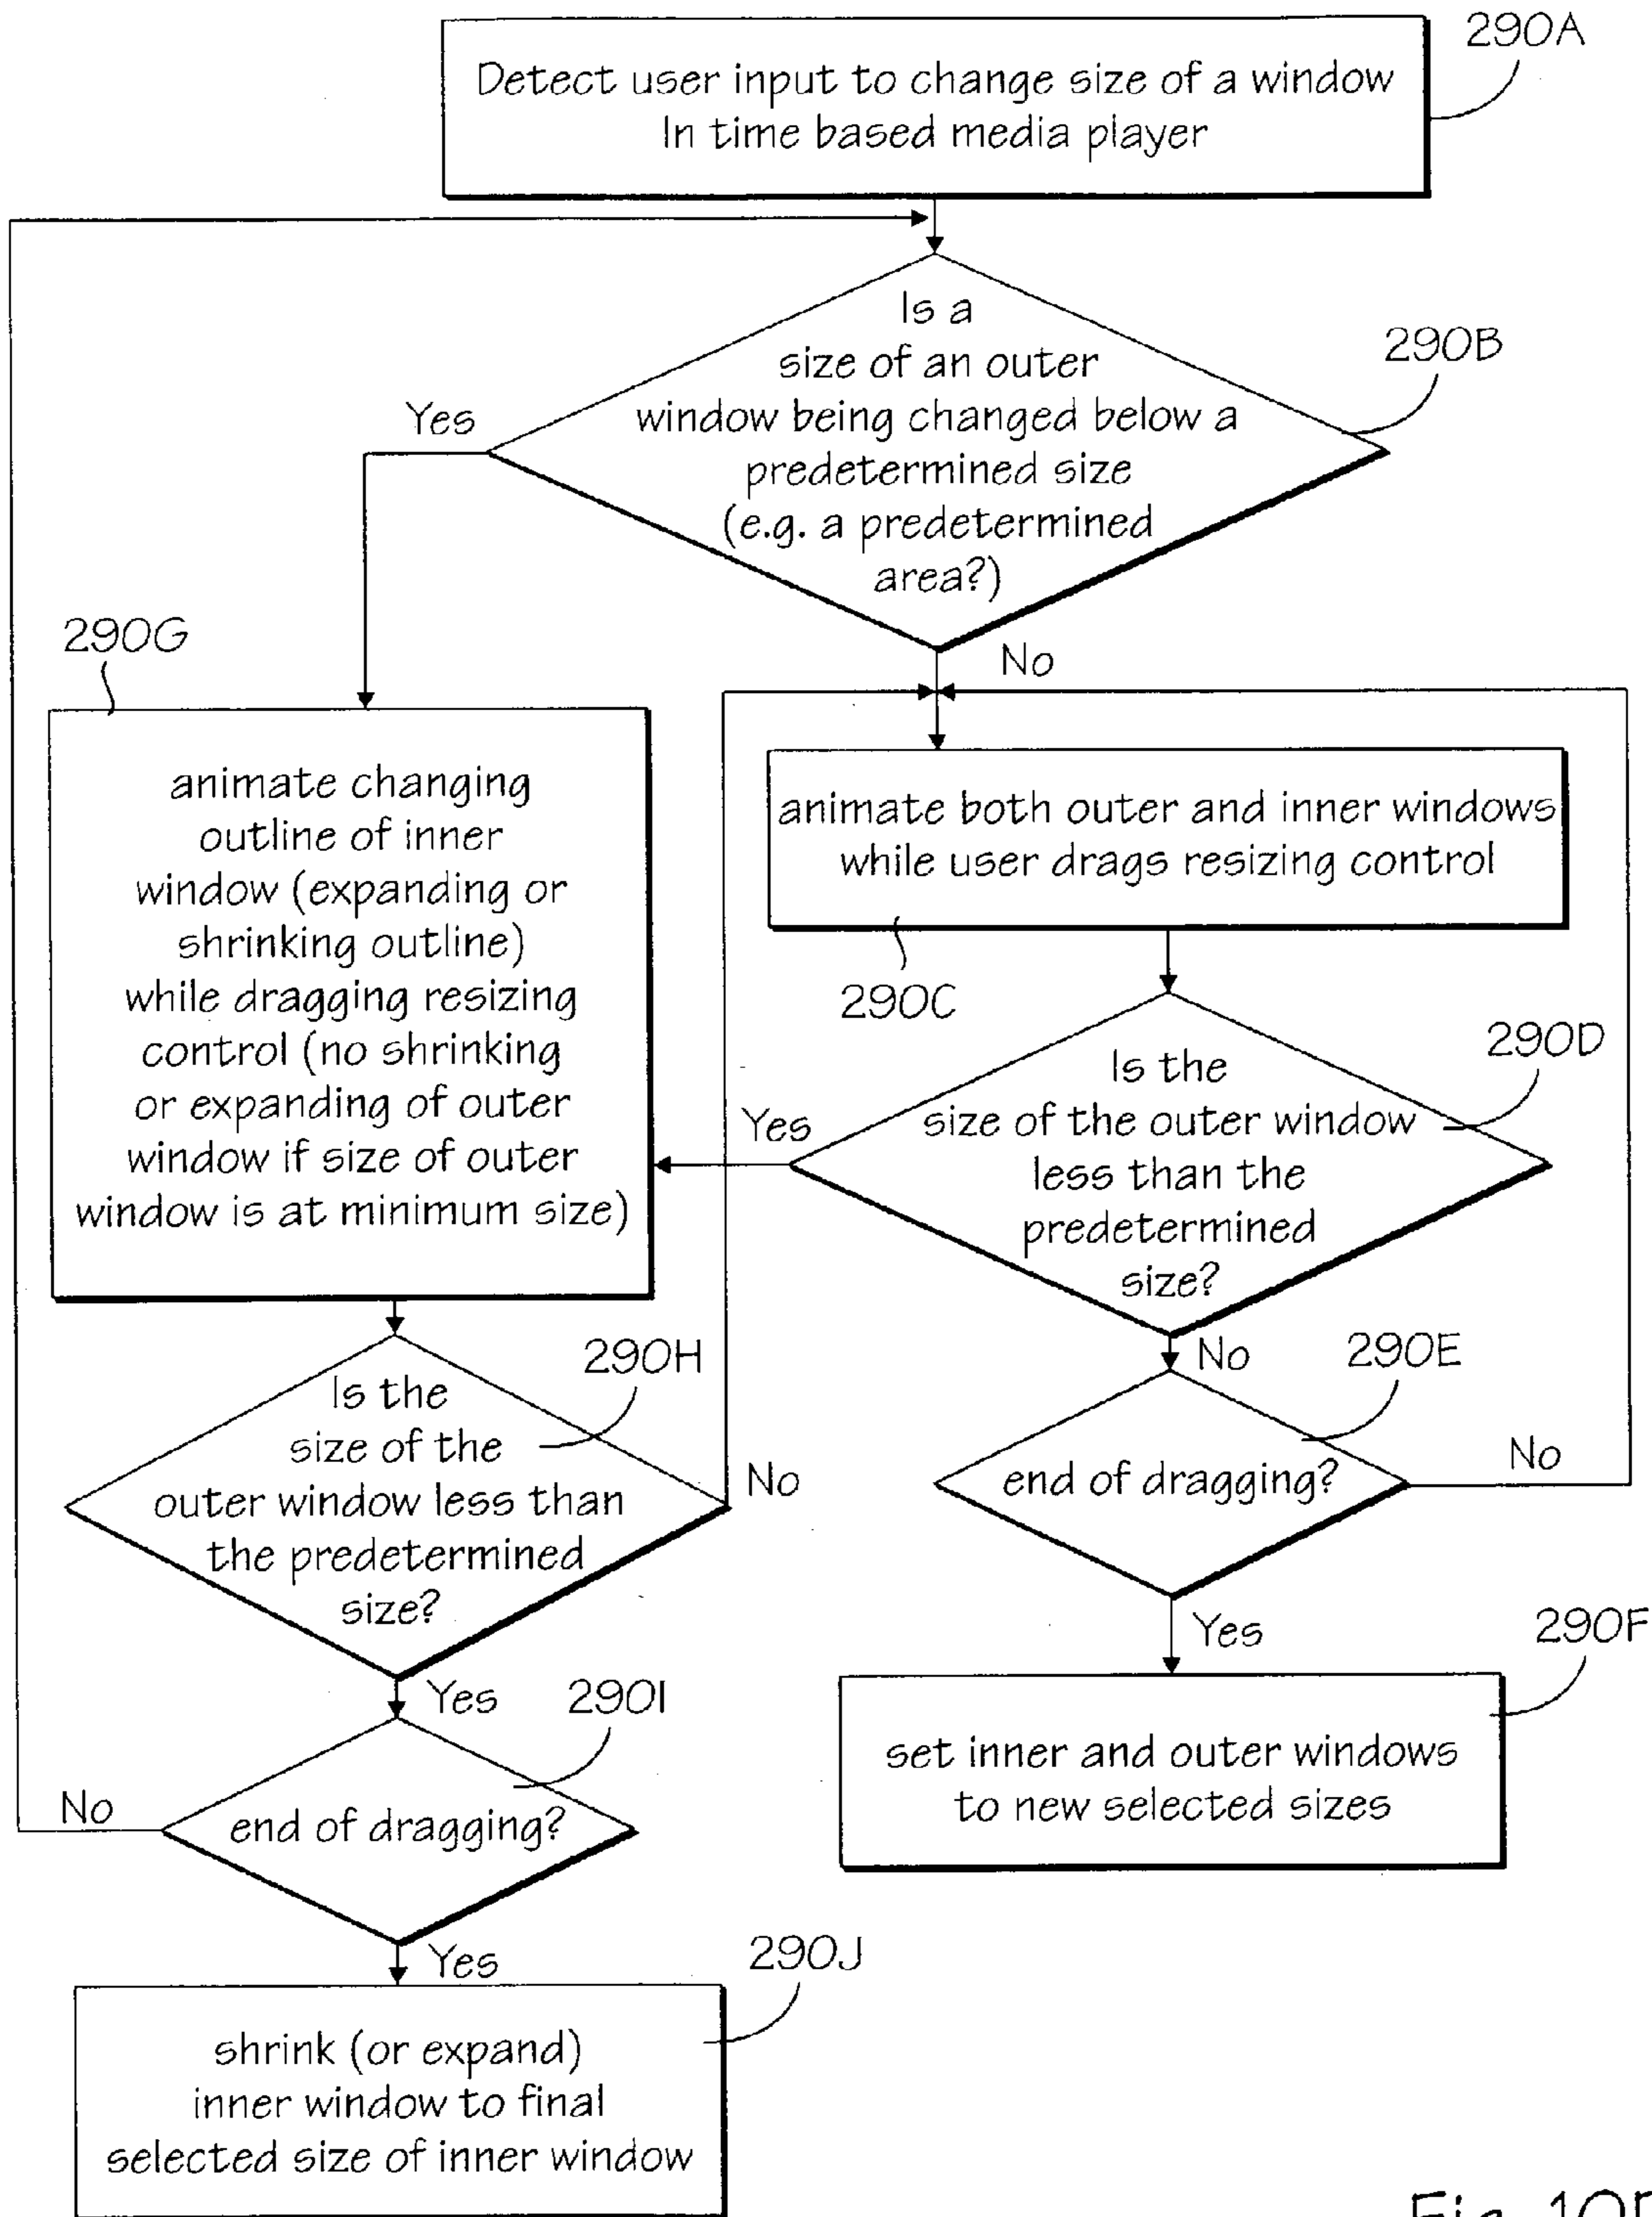 290A
Detect user input to change size of a window
In time based media player
Is a
size of an outer
window being changed below a
predetermined size
(e.g. a predetermined
area?)
290B
Yes
No
290G
animate changing
outline of inner
window (expanding or
shrinking outline)
while dragging resizing
control (no shrinking
or expanding of outer
window if size of outer
window is at minimum size)
animate both outer and inner windows
while user drags resizing control
290C
290D
Is the
size of the outer window
less than the
predetermined
size?
Yes
No
290E
end of dragging?
No
Yes
290F
set inner and outer windows
to new selected sizes
290H
Is the
size of the
outer window less than
the predetermined
size?
No
Yes
290I
end of dragging?
No
Yes
290J
shrink (or expand)
inner window to final
selected size of inner window
Fig. 10